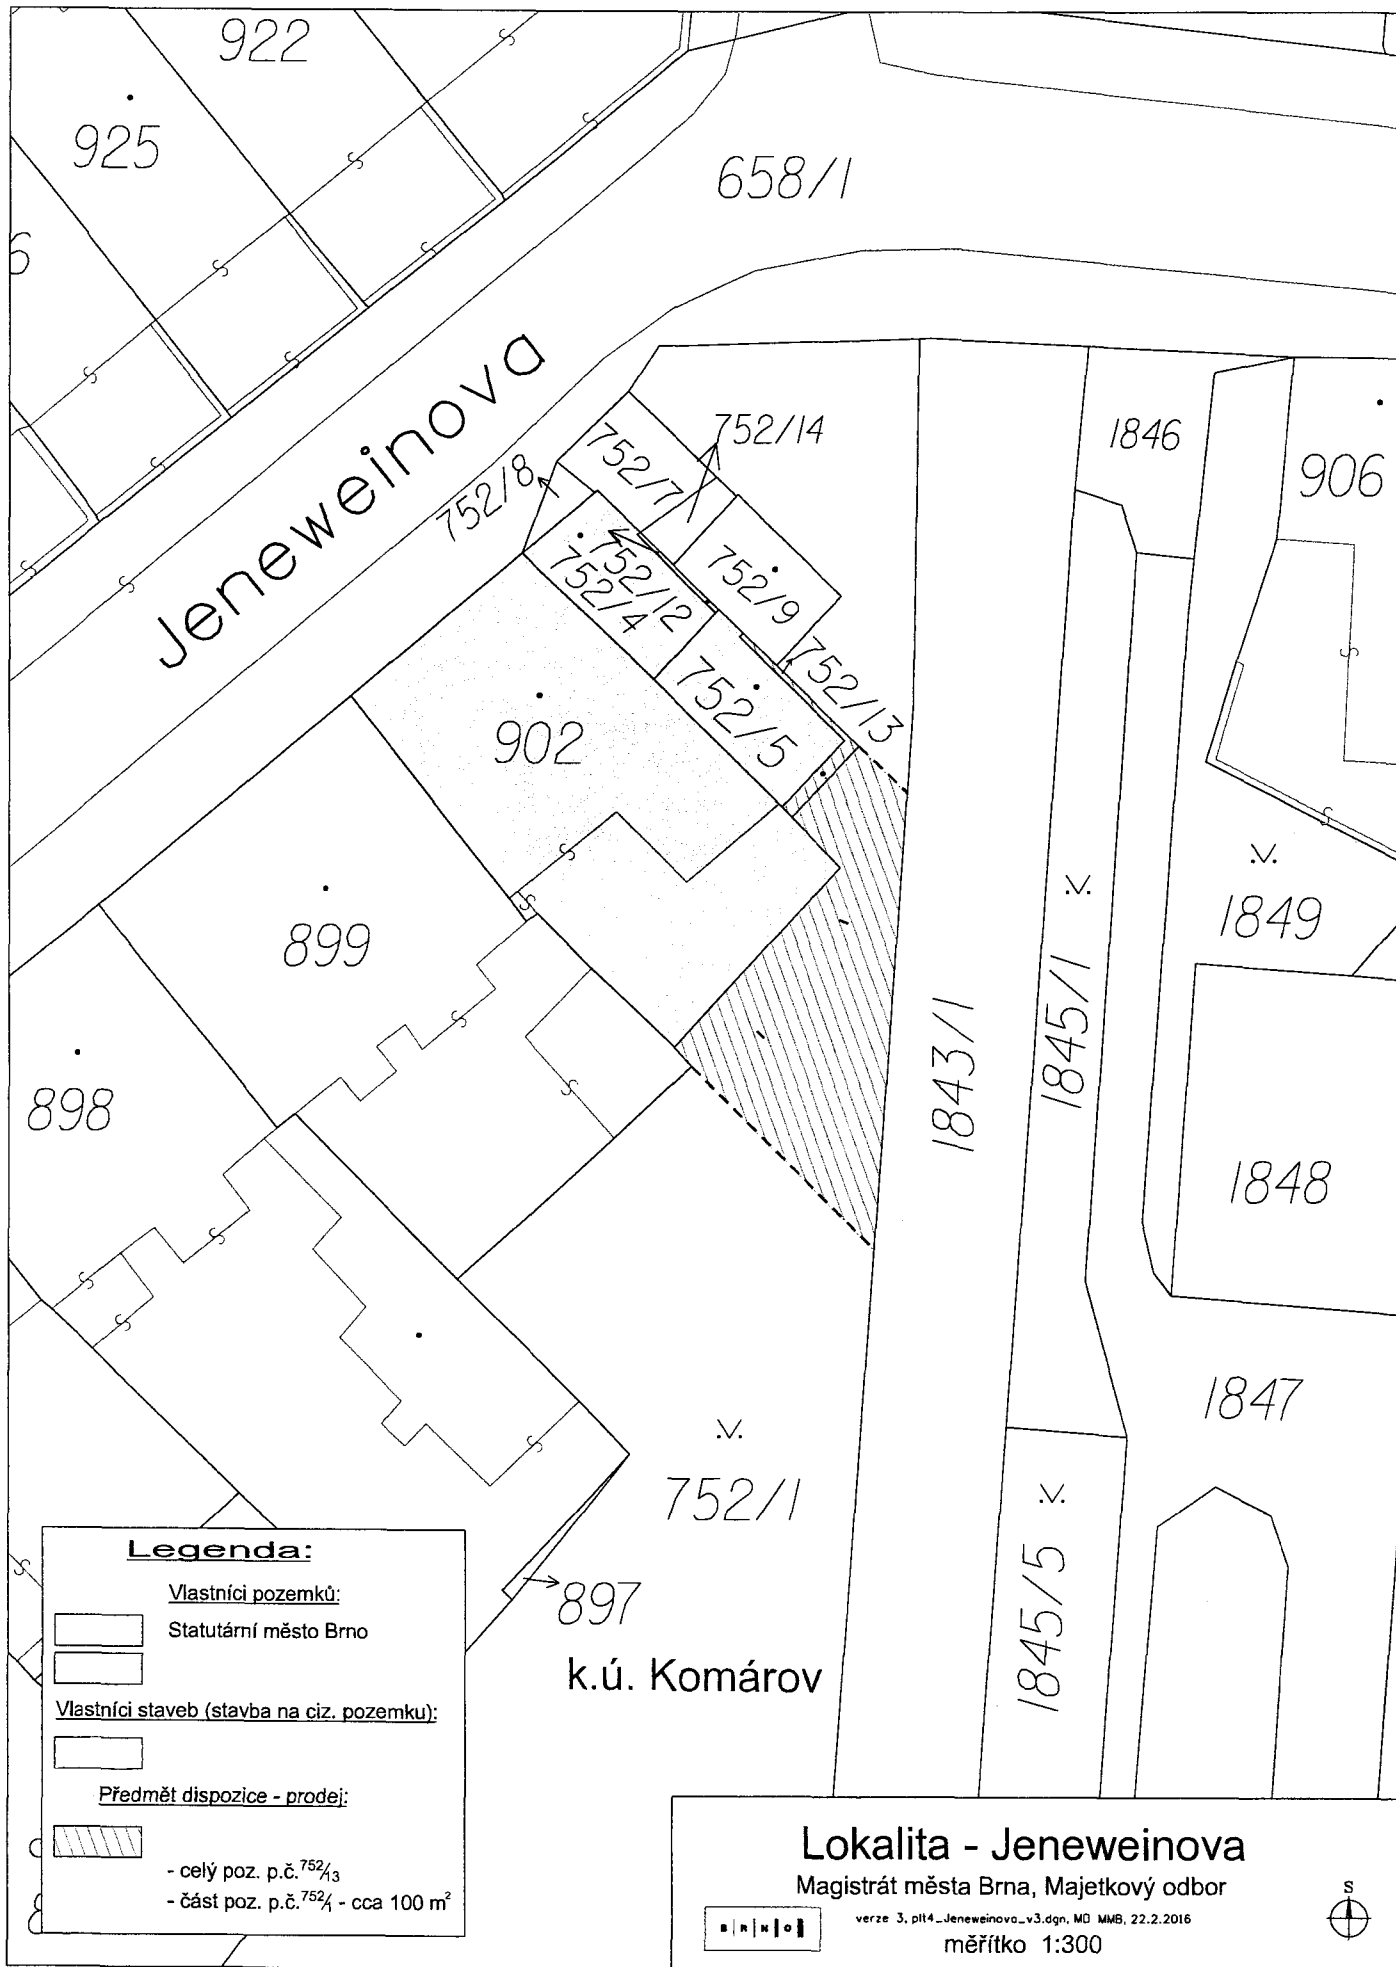 922
925
658/1
6
Jeneweinova
752/14
752/7
752/8
1846
906
752/12
752/4
752/9
752/13
752/5
902
899
1849
1843/1
1845/1
898
1848
1847
752/1
897
1845/5
k.ú. Komárov
Legenda:
Vlastníci pozemků:
Statutární město Brno
Vlastníci staveb (stavba na ciz. pozemku):
Předmět dispozice - prodej:
- celý poz. p.č.752/13
- část poz. p.č.752/1 - cca 100 m²
Lokalita - Jeneweinova
Magistrát města Brna, Majetkový odbor
verze 3, plt4_Jeneweinova_v3.dgn, MO MMB, 22.2.2016
měřítko 1:300
B R N O
S